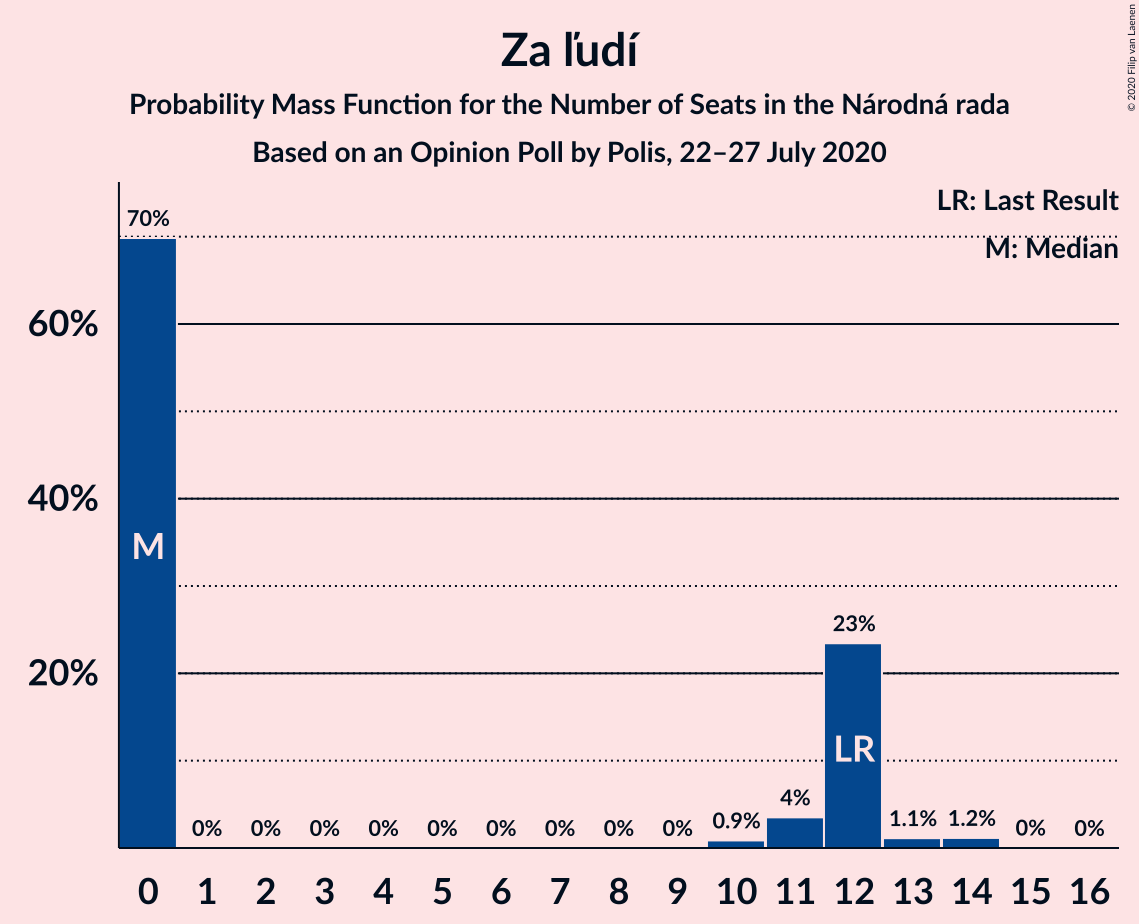 Za ľudí
Probability Mass Function for the Number of Seats in the Národná rada
Based on an Opinion Poll by Polis, 22–27 July 2020
© 2020 Filip van Laenen
LR: Last Result
M: Median
60%
40%
20%
70%
0%
0%
0%
0%
0%
0%
0%
0%
0%
0.9%
4%
23%
1.1%
1.2%
0%
0%
M
LR
0 1 2 3 4 5 6 7 8 9 10 11 12 13 14 15 16